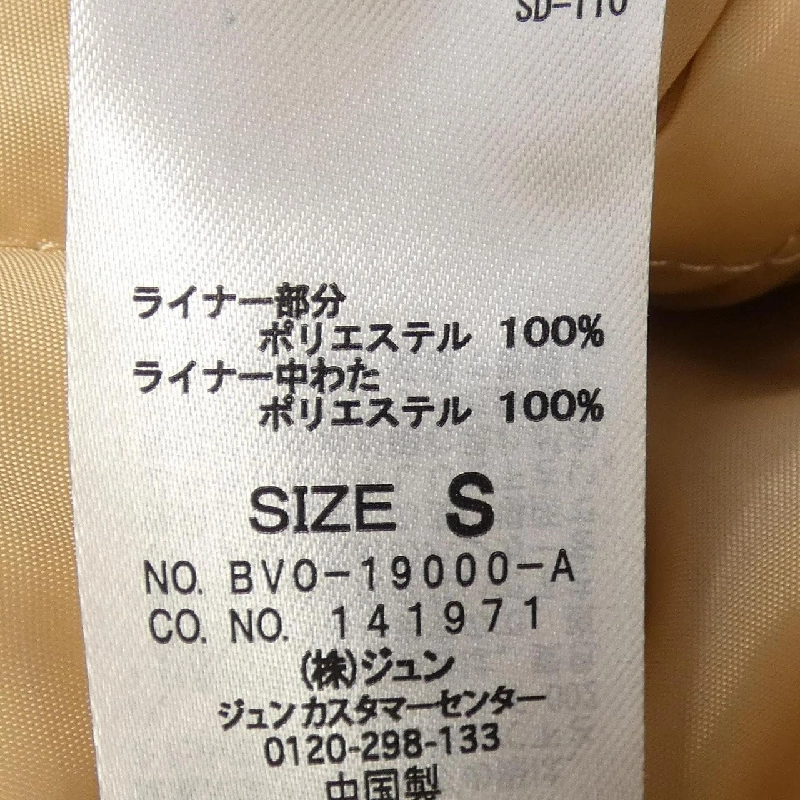 SD-110
ライナー部分
ポリエステル 100%
ライナー中わた
ポリエステル 100%
SIZE S
NO. BVO-19000-A
CO. NO. 141971
(株)ジュン
ジュンカスタマーセンター
0120-298-133
中国製